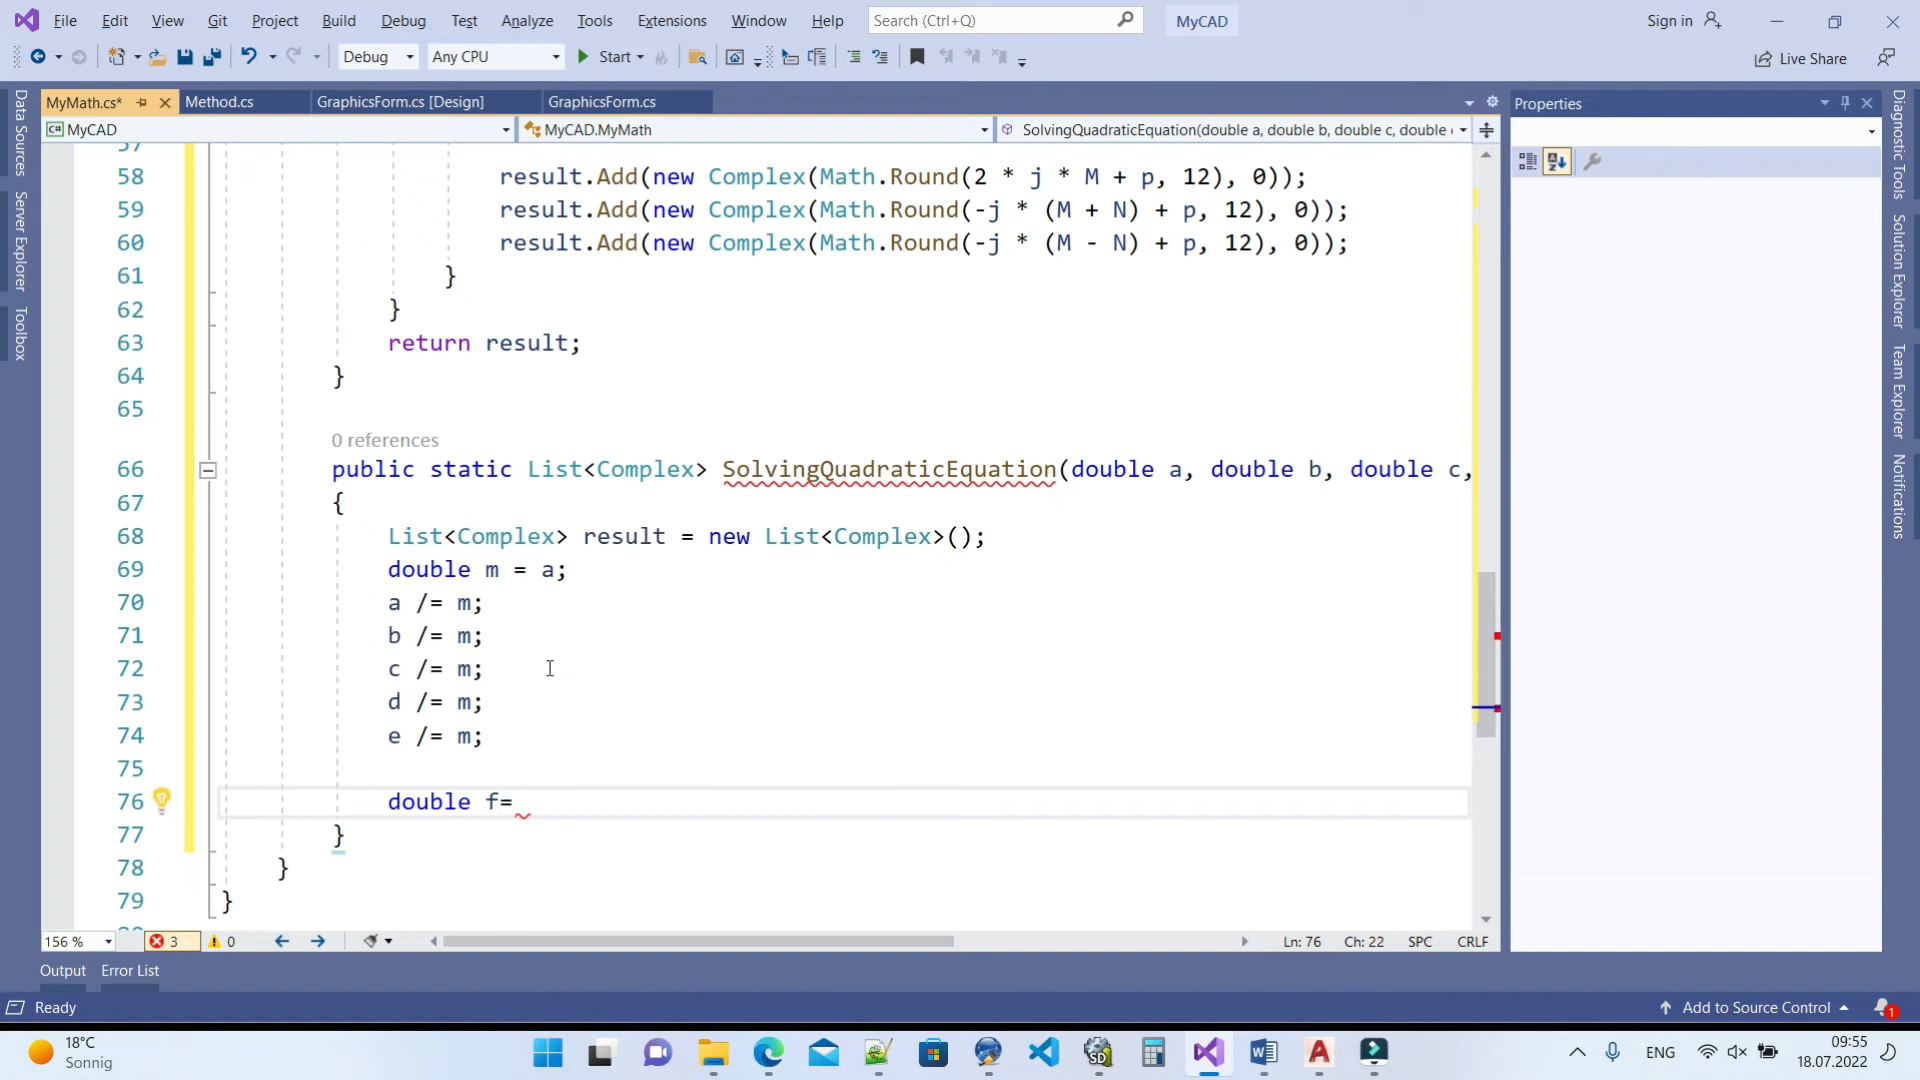 File Edit View Git Project Build Debug Test Analyze Tools Extensions Window Help Search (Ctrl+Q) MyCAD Sign in
Debug Any CPU Start Live Share
MyMath.cs* Method.cs GraphicsForm.cs [Design] GraphicsForm.cs Properties
C# MyCAD MyCAD.MyMath SolvingQuadraticEquation(double a, double b, double c, double
Data Sources
Server Explorer
Toolbox
58 result.Add(new Complex(Math.Round(2 * j * M + p, 12), 0));
59 result.Add(new Complex(Math.Round(-j * (M + N) + p, 12), 0));
60 result.Add(new Complex(Math.Round(-j * (M - N) + p, 12), 0));
61 }
62 }
63 return result;
64 }
65
0 references
66 public static List<Complex> SolvingQuadraticEquation(double a, double b, double c,
67 {
68 List<Complex> result = new List<Complex>();
69 double m = a;
70 a /= m;
71 b /= m;
72 c /= m;
73 d /= m;
74 e /= m;
75
76 double f=
77 }
78 }
79 }
Diagnostic Tools
Solution Explorer
Team Explorer
Notifications
156 % 3 0 Ln: 76 Ch: 22 SPC CRLF
Output Error List
Ready Add to Source Control 1
18°C
Sonnig
ENG
09:55
18.07.2022